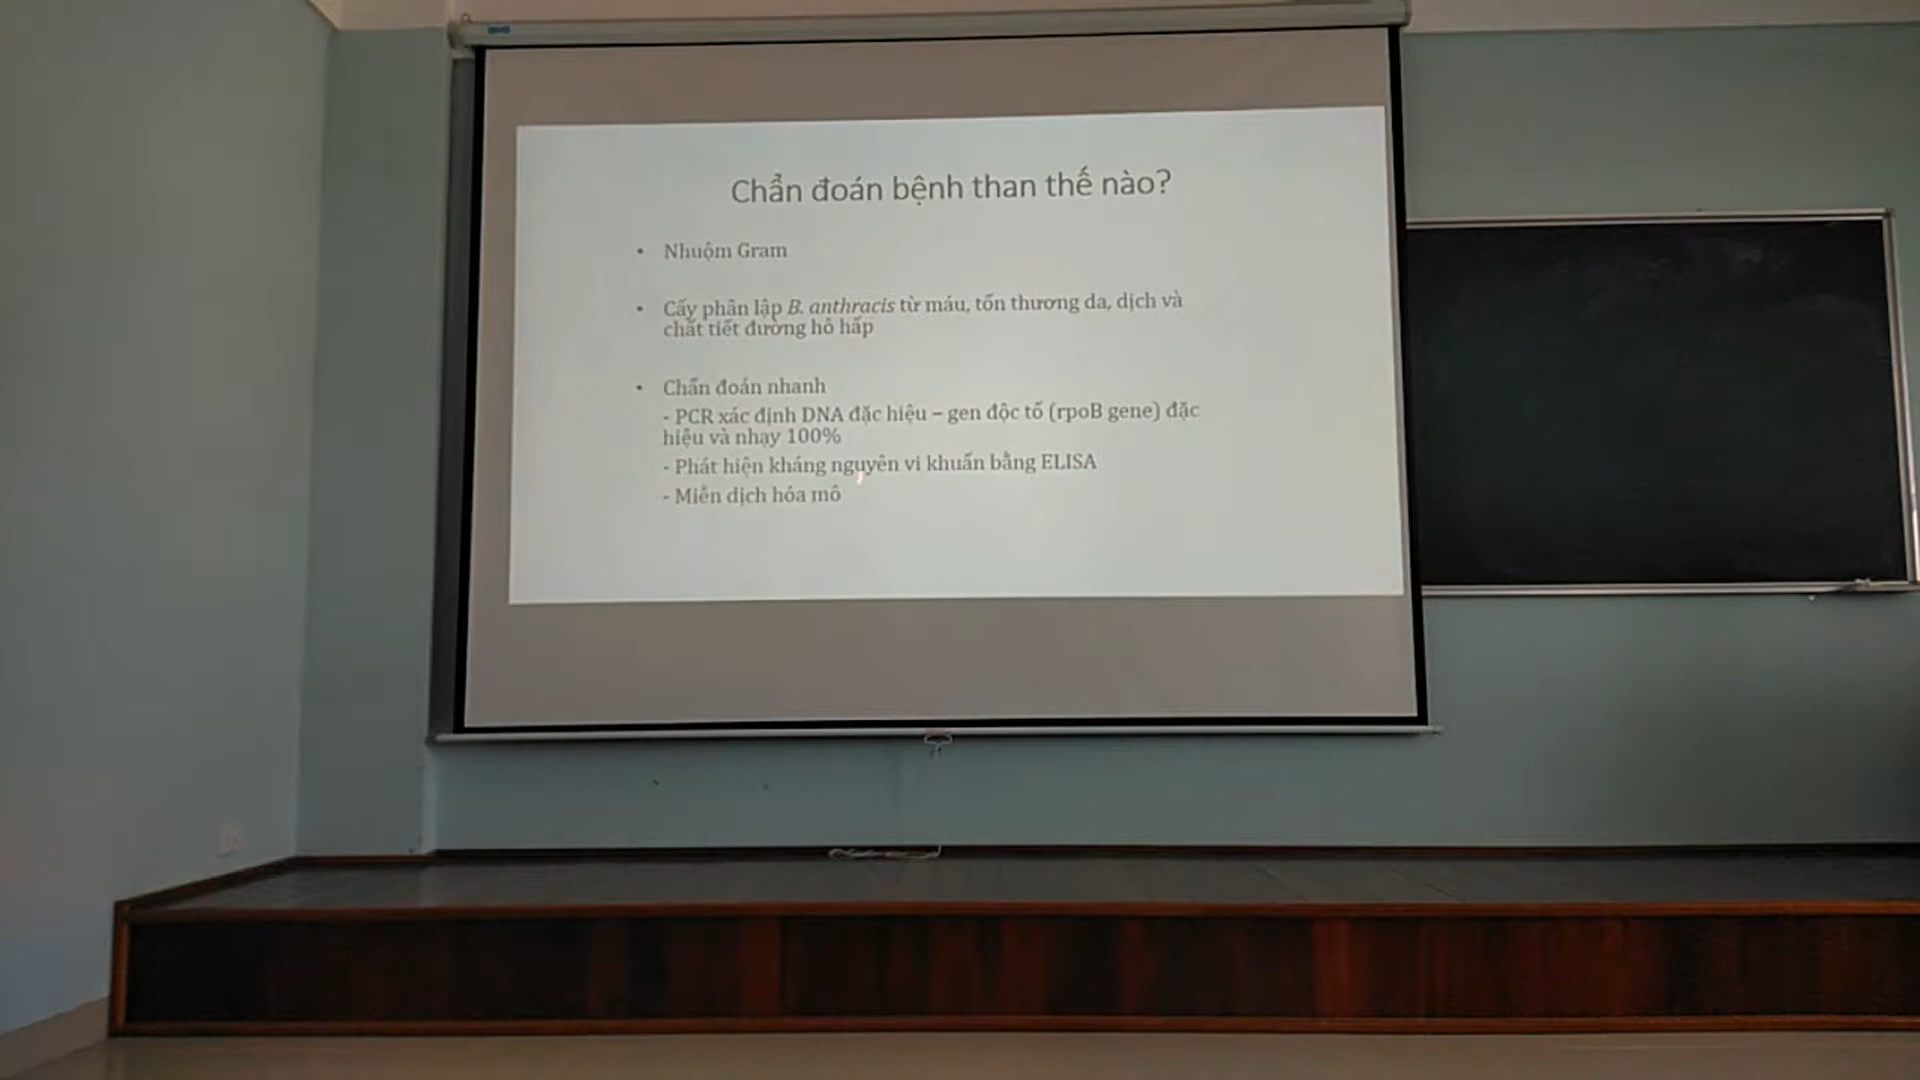 Chẩn đoán bệnh than thế nào?
• Nhuộm Gram
• Cấy phân lập B. anthracis từ máu, tổn thương da, dịch và
chất tiết đường hô hấp
• Chẩn đoán nhanh
- PCR xác định DNA đặc hiệu – gen độc tố (rpoB gene) đặc
hiệu và nhạy 100%
- Phát hiện kháng nguyên vi khuẩn bằng ELISA
- Miễn dịch hóa mô